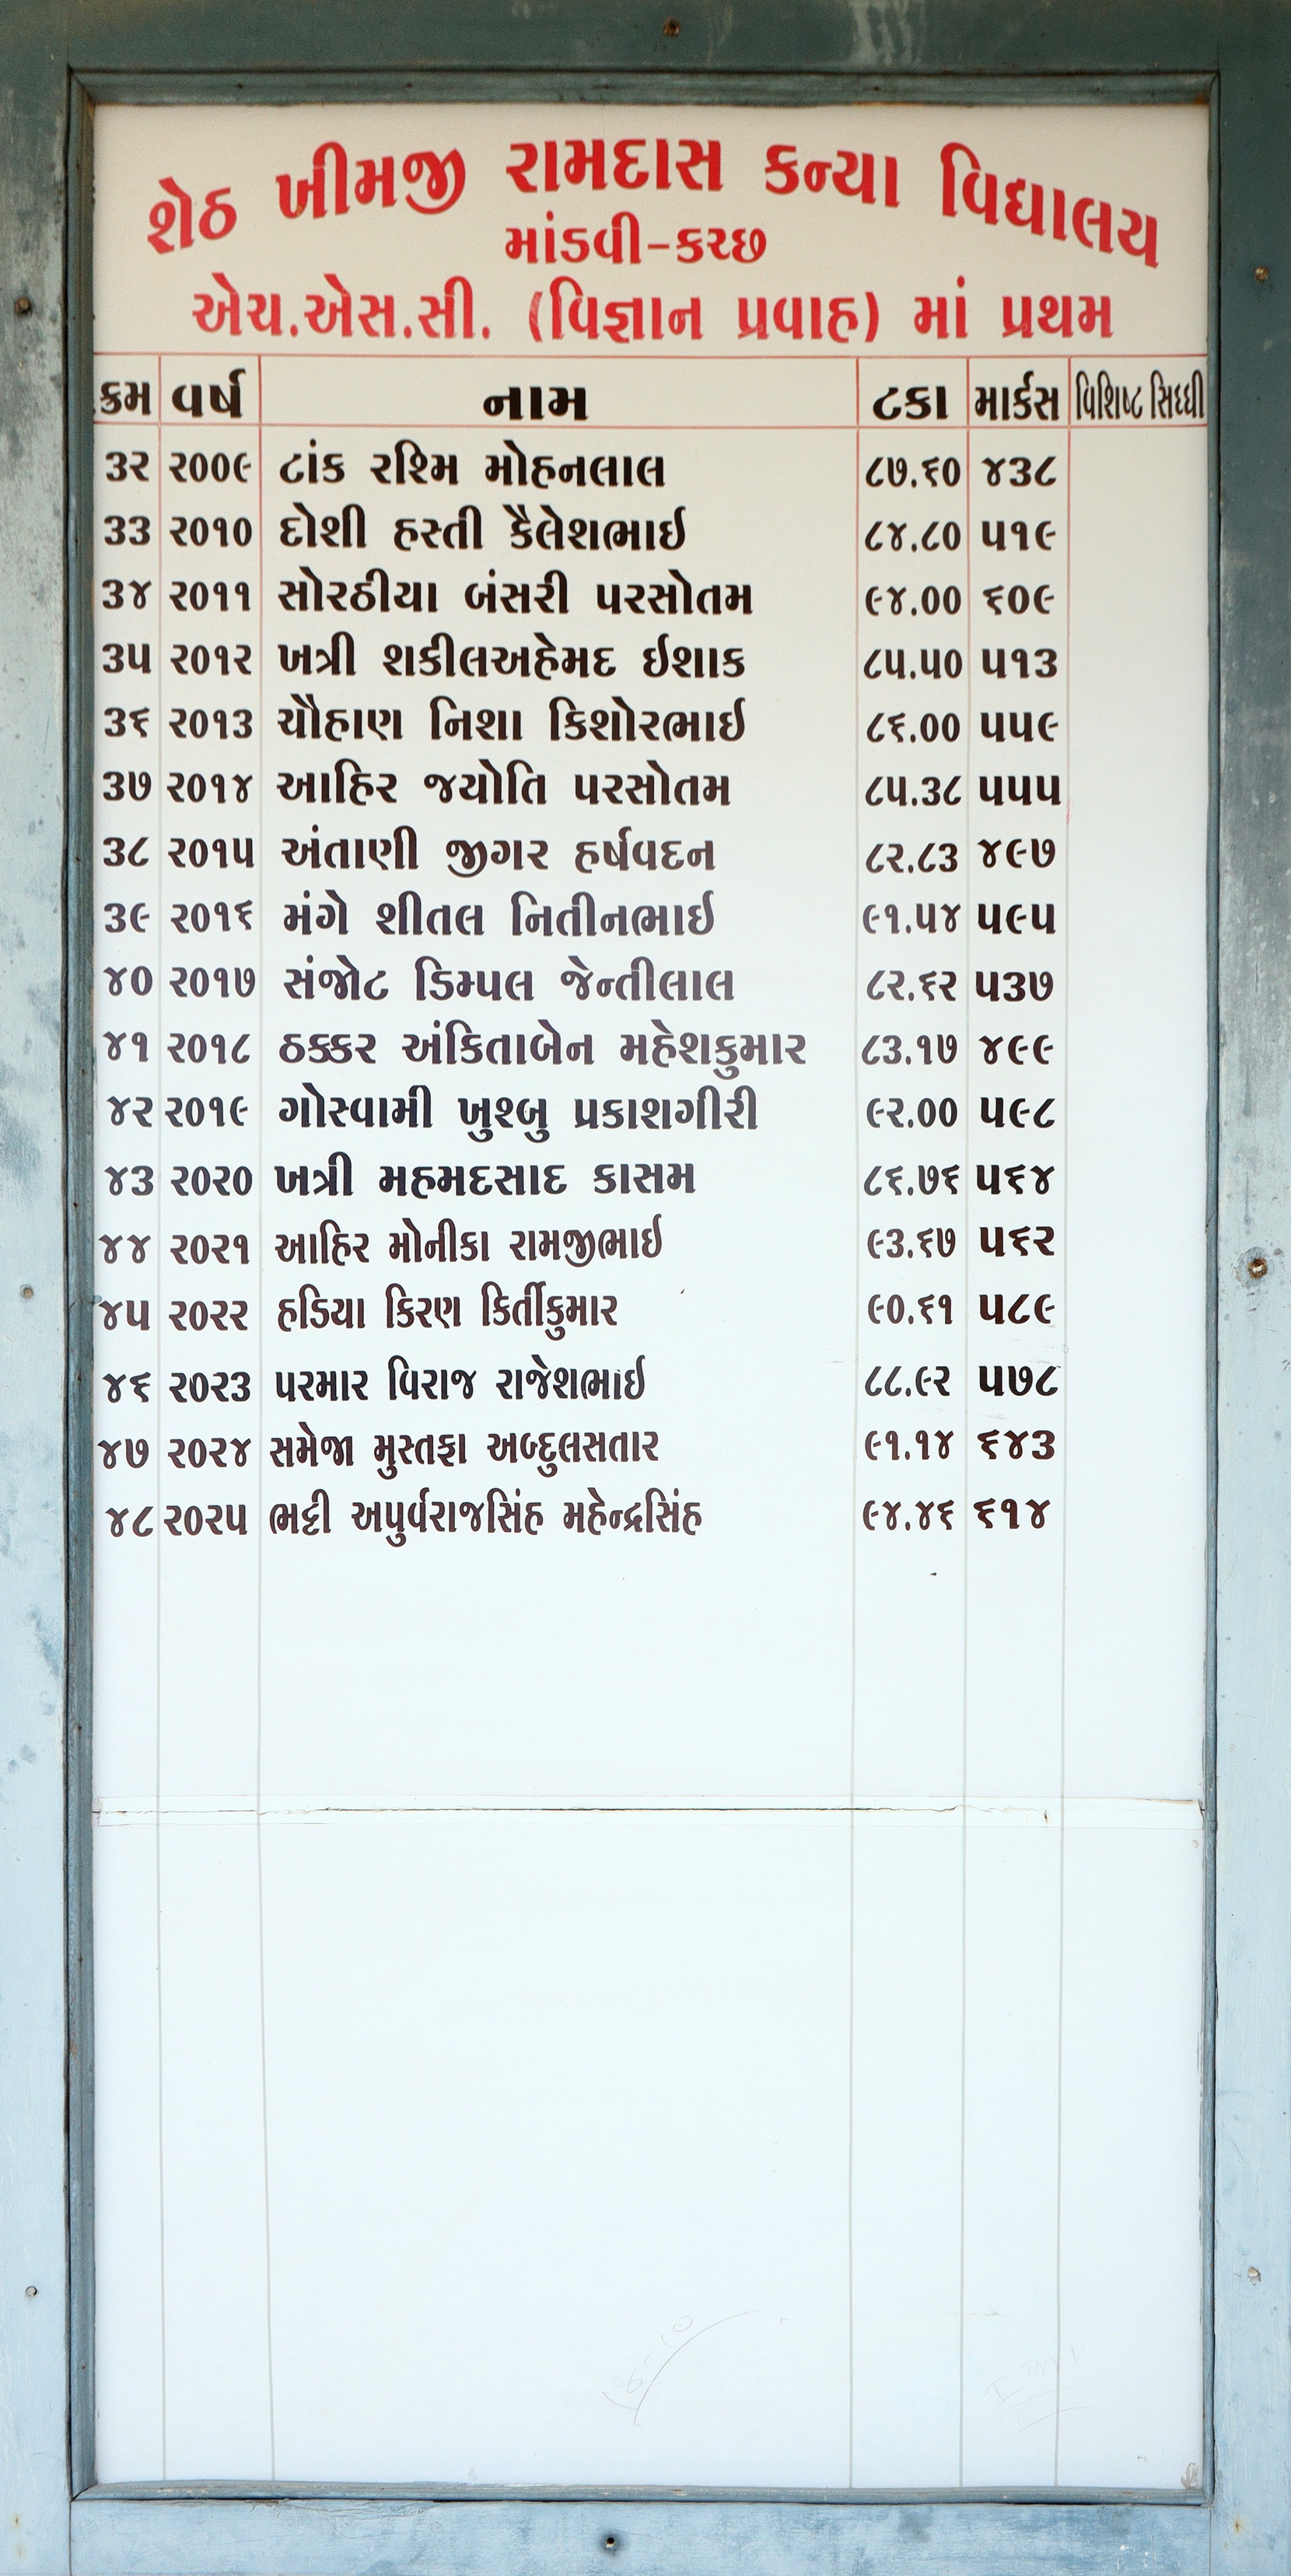 શેઠ ખીમજી રામદાસ કન્યા વિદ્યાલય
માંડવી-કચ્છ
એચ.એસ.સી. (વિજ્ઞાન પ્રવાહ) માં પ્રથમ
ક્રમ વર્ષ નામ ટકા માર્કસ વિશિષ્ટ સિધ્ધી
૩૨ ૨૦૦૯ ટાંક રશ્મિ મોહનલાલ ૮૭.૬૦ ૪૩૮
૩૩ ૨૦૧૦ દોશી હસ્તી કૈલેશભાઈ ૮૪.૮૦ ૫૧૯
૩૪ ૨૦૧૧ સોરઠીયા બંસરી પરસોતમ ૯૪.૦૦ ૬૦૯
૩૫ ૨૦૧૨ ખત્રી શકીલઅહેમદ ઈશાક ૮૫.૫૦ ૫૧૩
૩૬ ૨૦૧૩ ચૌહાણ નિશા કિશોરભાઈ ૮૬.૦૦ ૫૫૯
૩૭ ૨૦૧૪ આહિર જયોતિ પરસોતમ ૮૫.૩૮ ૫૫૫
૩૮ ૨૦૧૫ અંતાણી જીગર હર્ષવદન ૮૨.૮૩ ૪૯૭
૩૯ ૨૦૧૬ મંગે શીતલ નિતીનભાઈ ૯૧.૫૪ ૫૯૫
૪૦ ૨૦૧૭ સંજોટ ડિમ્પલ જેન્તીલાલ ૮૨.૬૨ ૫૩૭
૪૧ ૨૦૧૮ ઠક્કર અંકિતાબેન મહેશકુમાર ૮૩.૧૭ ૪૯૯
૪૨ ૨૦૧૯ ગોસ્વામી ખુશ્બુ પ્રકાશગીરી ૯૨.૦૦ ૫૯૮
૪૩ ૨૦૨૦ ખત્રી મહમદસાદ કાસમ ૮૬.૭૬ ૫૬૪
૪૪ ૨૦૨૧ આહિર મોનીકા રામજીભાઈ ૯૩.૬૭ ૫૬૨
૪૫ ૨૦૨૨ હડિયા કિરણ કિર્તીકુમાર ૯૦.૬૧ ૫૮૯
૪૬ ૨૦૨૩ પરમાર વિરાજ રાજેશભાઈ ૮૮.૯૨ ૫૭૮
૪૭ ૨૦૨૪ સમેજા મુસ્તફા અબ્દુલસતાર ૯૧.૧૪ ૬૪૩
૪૮ ૨૦૨૫ ભટ્ટી અપુર્વરાજસિંહ મહેન્દ્રસિંહ ૯૪.૪૬ ૬૧૪